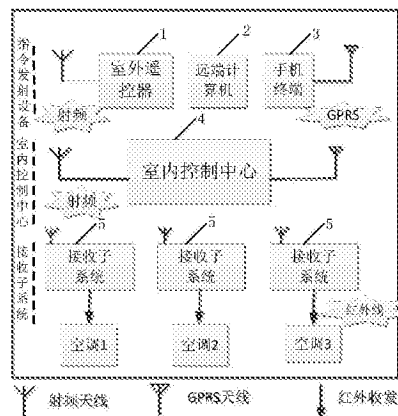 指令发射设备
1
2
3
室外遥
控器
远端计
算机
手机
终端
射频
GPRS
室内控制中心
4
室内控制中心
射频
接收子系统
5
5
5
接收子
系统
接收子
系统
接收子
系统
红外线
空调1
空调2
空调3
射频天线
GPRS天线
红外收发